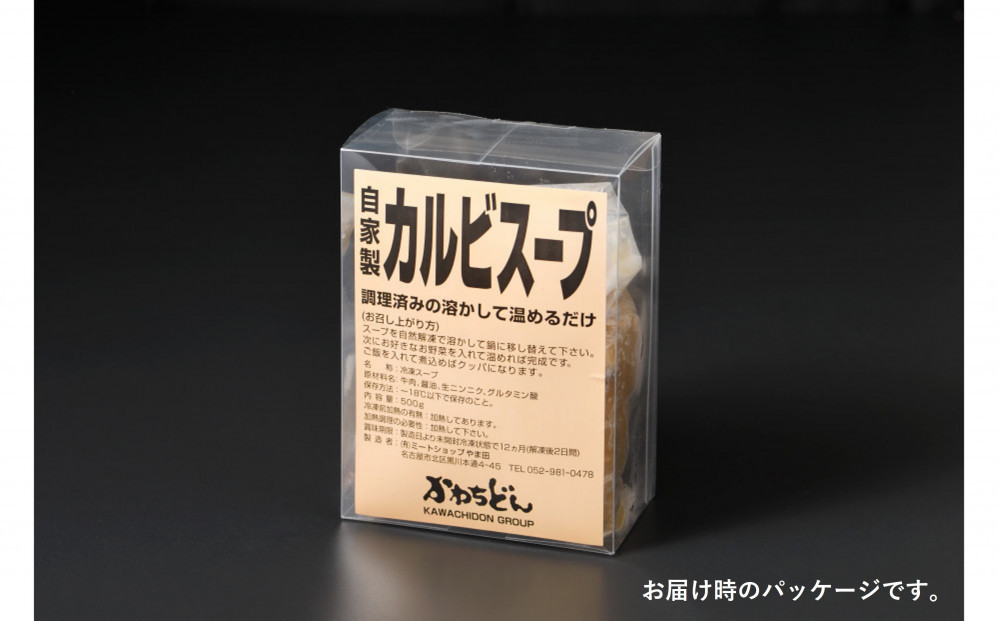 自家製
カルビスープ
調理済みの溶かして温めるだけ
(お召し上がり方)
スープを自然解凍で溶かして鍋に移し替えて下さい。
次にお好きなお野菜を入れて温めれば完成です。
ご飯を入れて煮込めばクッパになります。
名　　称：冷凍スープ
原材料名：牛肉、醤油、生ニンニク、グルタミン酸
保存方法：－18℃以下で保存のこと。
内 容 量：500g
冷凍前加熱の有無：加熱してあります。
加熱調理の必要性：加熱して下さい。
賞味期限：製造日より未開封冷凍状態で12ヵ月(解凍後2日間)
製 造 者：(有)ミートショップやま田
名古屋市北区黒川本通4-45　TEL 052-981-0478
かわちどん
KAWACHIDON GROUP
お届け時のパッケージです。